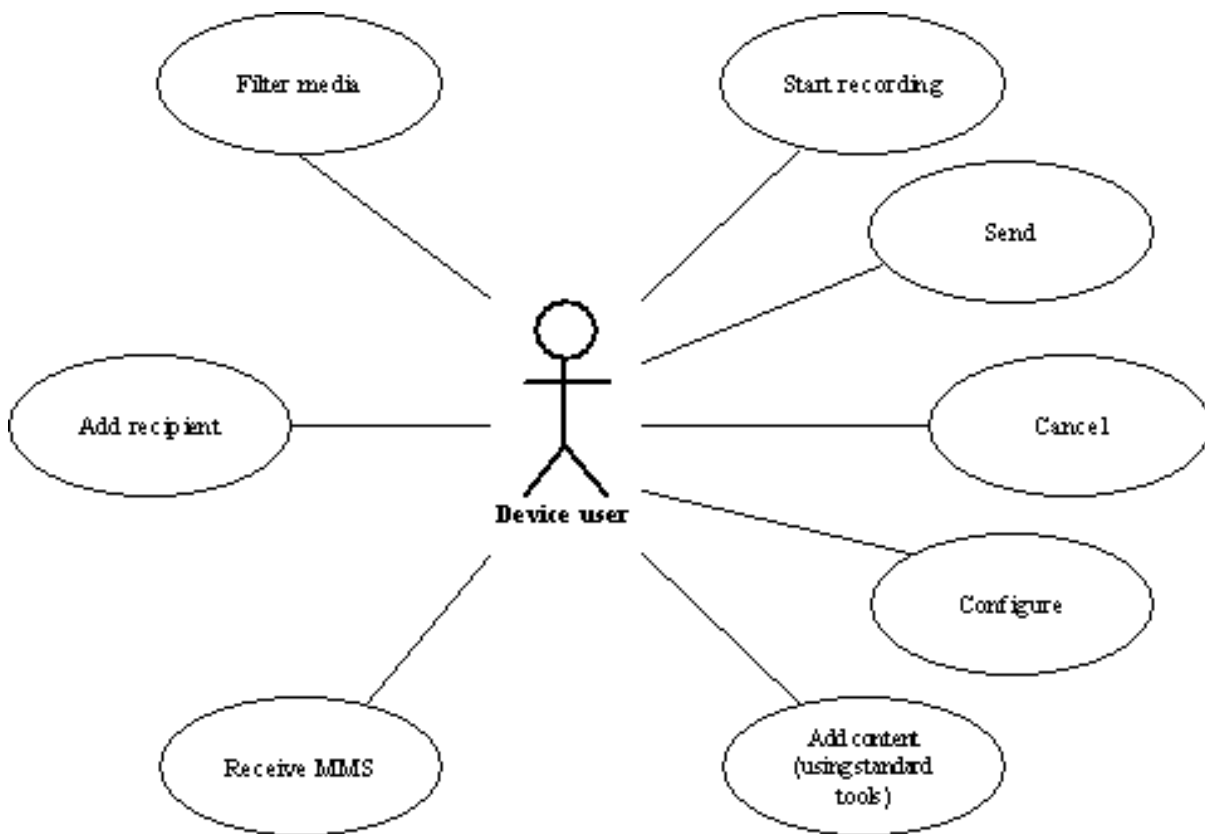 Filter media
Start recording
Send
Add recipient
Cancel
Device user
Configure
Receive MMS
Add content
(using standard
tools)